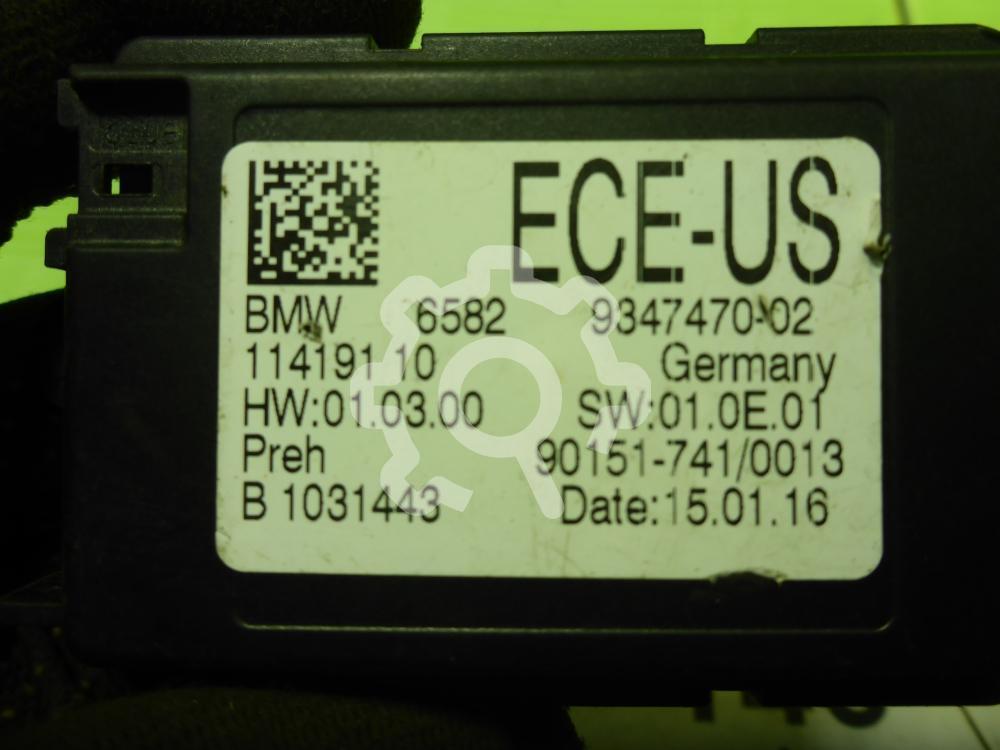 ECE-US
BMW 6582 9347470-02
114191 10 Germany
HW:01.03.00 SW:01.0E.01
Preh 90151-741/0013
B 1031443 Date:15.01.16